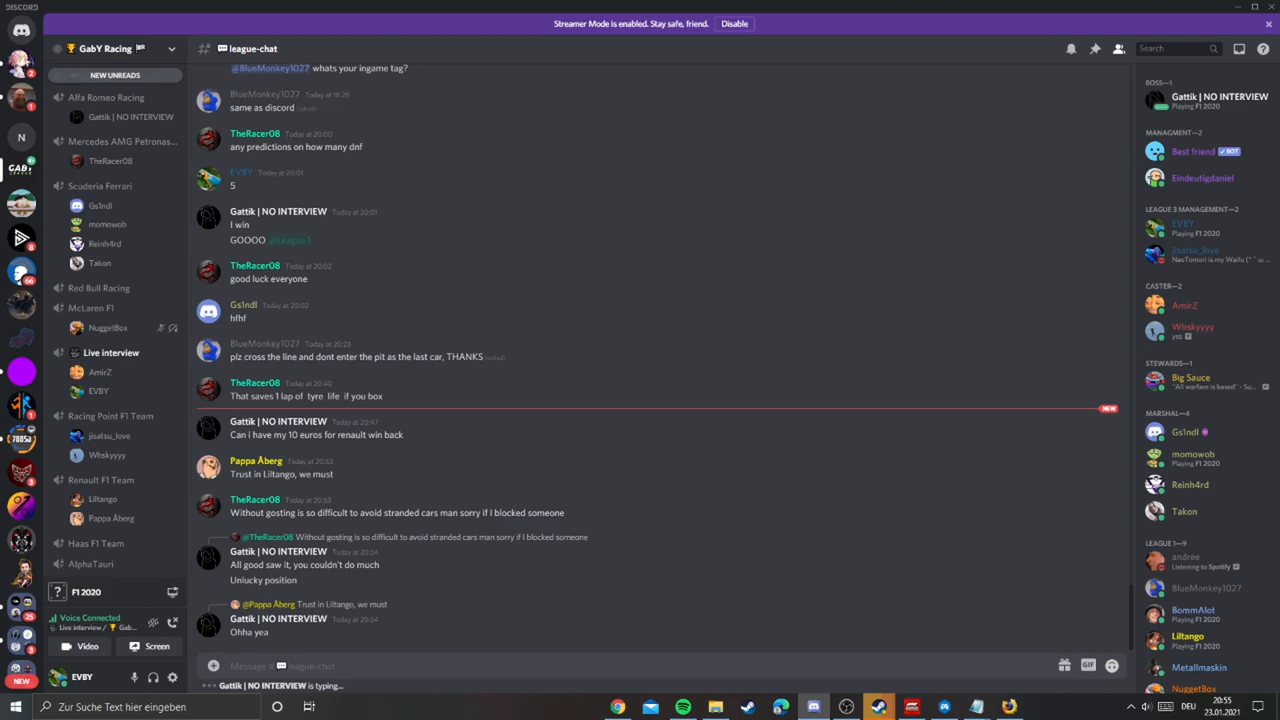 DISCORD
Streamer Mode is enabled. Stay safe, friend. Disable
GabY Racing
NEW UNREADS
Alfa Romeo Racing
Gattik | NO INTERVIEW
Mercedes AMG Petronas...
TheRacer08
Scuderia Ferrari
Gs1ndl
momowob
Reinh4rd
Takon
Red Bull Racing
McLaren F1
NuggetBox
Live interview
AmirZ
EVBY
Racing Point F1 Team
jisatsu_love
Whskyyyy
Renault F1 Team
Liltango
Pappa Åberg
Haas F1 Team
AlphaTauri
F1 2020
Voice Connected
Live interview / Gab...
Video
Screen
EVBY
2
1
N
GABY
8
66
1
3
25
3
NEW
league-chat
Search
@BlueMonkey1027 whats your ingame tag?
BlueMonkey1027 Today at 18:29
same as discord (edited)
TheRacer08 Today at 20:00
any predictions on how many dnf
EVBY Today at 20:01
5
Gattik | NO INTERVIEW Today at 20:01
I win
GOOOO @League 1
TheRacer08 Today at 20:02
good luck everyone
Gs1ndl Today at 20:02
hfhf
BlueMonkey1027 Today at 20:23
plz cross the line and dont enter the pit as the last car, THANKS (edited)
TheRacer08 Today at 20:40
That saves 1 lap of tyre life if you box
NEW
Gattik | NO INTERVIEW Today at 20:47
Can i have my 10 euros for renault win back
Pappa Åberg Today at 20:53
Trust in Liltango, we must
TheRacer08 Today at 20:53
Without gosting is so difficult to avoid stranded cars man sorry if I blocked someone
@TheRacer08 Without gosting is so difficult to avoid stranded cars man sorry if I blocked someone
Gattik | NO INTERVIEW Today at 20:54
All good saw it, you couldn't do much
Unlucky position
@Pappa Åberg Trust in Liltango, we must
Gattik | NO INTERVIEW Today at 20:54
Ohha yea
Message #league-chat
GIF
Gattik | NO INTERVIEW is typing...
BOSS—1
Gattik | NO INTERVIEW
Playing F1 2020
MANAGMENT—2
Best friend BOT
Eindeutigdaniel
LEAGUE 3 MANAGEMENT—2
EVBY
Playing F1 2020
jisatsu_love
NaoTomori is my Waifu
CASTER—2
AmirZ
Whskyyyy
yes
STEWARDS—1
Big Sauce
"All warfare is based" - Su...
MARSHAL—4
Gs1ndl
momowob
Playing F1 2020
Reinh4rd
Takon
LEAGUE 1—9
andree
Listening to Spotify
BlueMonkey1027
BommAlot
Playing F1 2020
Liltango
Playing F1 2020
Metallmaskin
NuggetBox
Zur Suche Text hier eingeben
DEU
20:55
23.01.2021